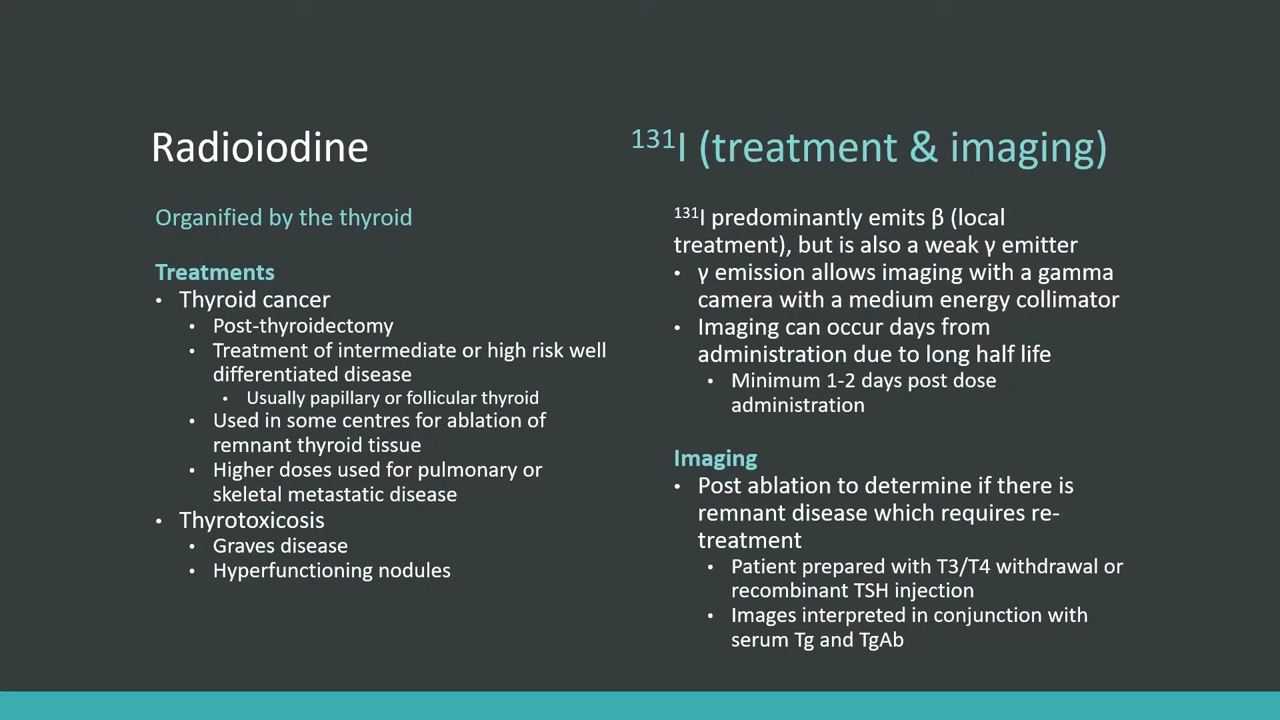 Radioiodine
Organified by the thyroid
Treatments
• Thyroid cancer
• Post-thyroidectomy
• Treatment of intermediate or high risk well
differentiated disease
• Usually papillary or follicular thyroid
• Used in some centres for ablation of
remnant thyroid tissue
• Higher doses used for pulmonary or
skeletal metastatic disease
• Thyrotoxicosis
• Graves disease
• Hyperfunctioning nodules
¹³¹I (treatment & imaging)
¹³¹I predominantly emits β (local
treatment), but is also a weak γ emitter
• γ emission allows imaging with a gamma
camera with a medium energy collimator
• Imaging can occur days from
administration due to long half life
• Minimum 1-2 days post dose
administration
Imaging
• Post ablation to determine if there is
remnant disease which requires re-
treatment
• Patient prepared with T3/T4 withdrawal or
recombinant TSH injection
• Images interpreted in conjunction with
serum Tg and TgAb